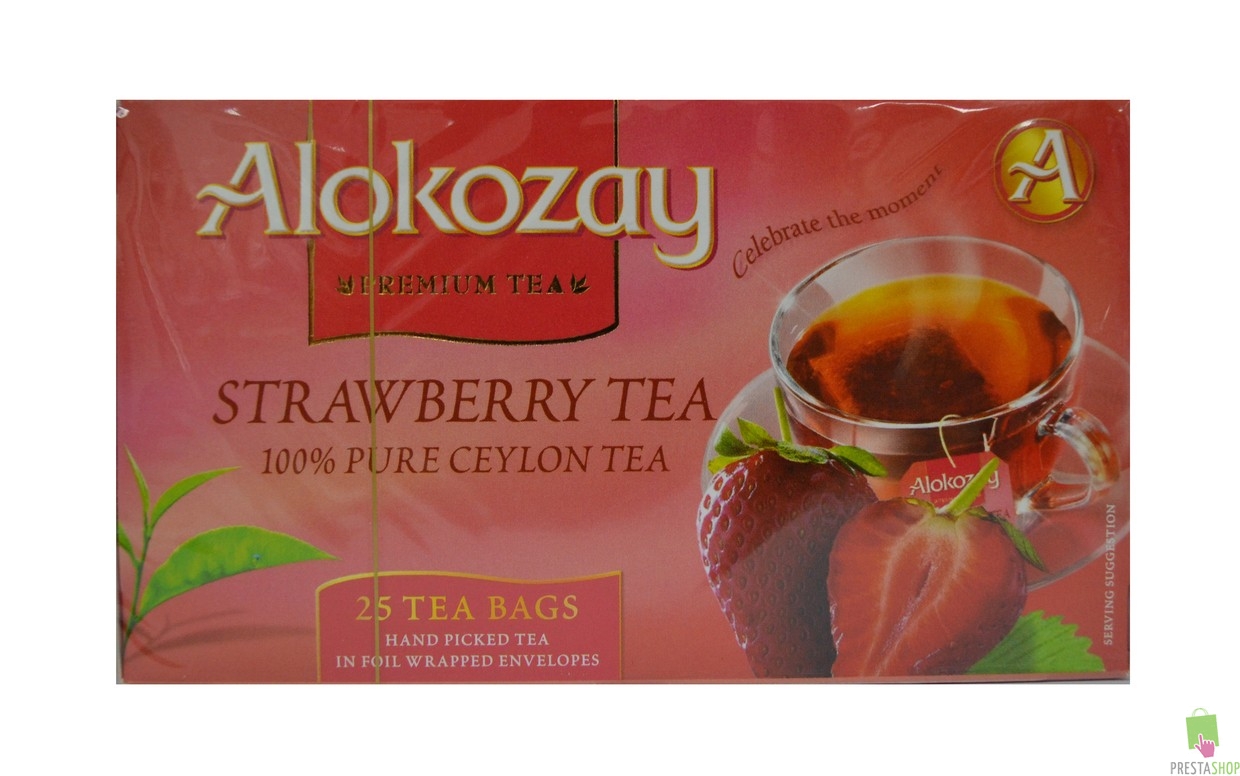 Alokozay
PREMIUM TEA
Celebrate the moment
A
STRAWBERRY TEA
100% PURE CEYLON TEA
Alokozay
25 TEA BAGS
HAND PICKED TEA
IN FOIL WRAPPED ENVELOPES
SERVING SUGGESTION
PRESTASHOP